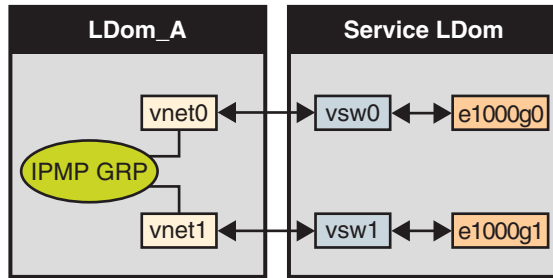 LDom_A
Service LDom
vnet0
vsw0
e1000g0
IPMP GRP
vnet1
vsw1
e1000g1